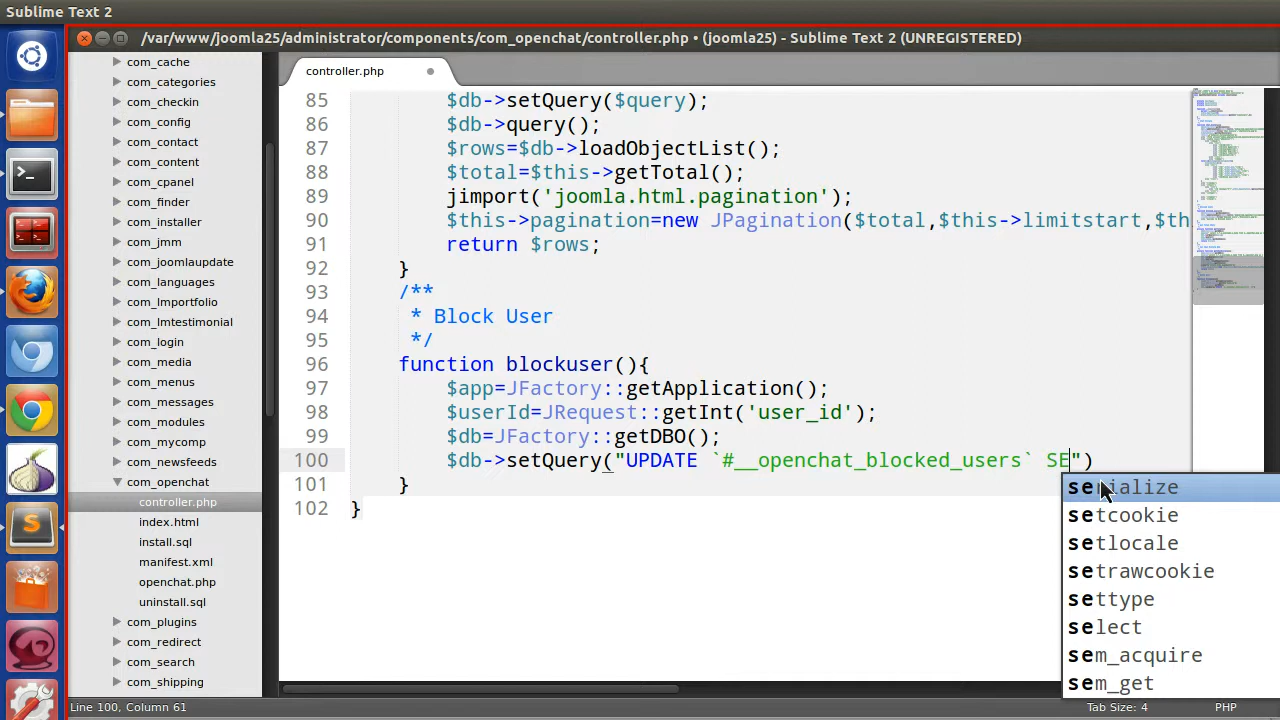 Sublime Text 2
/var/www/joomla25/administrator/components/com_openchat/controller.php • (joomla25) - Sublime Text 2 (UNREGISTERED)
com_cache
com_categories
com_checkin
com_config
com_contact
com_content
com_cpanel
com_finder
com_installer
com_jmm
com_joomlaupdate
com_languages
com_lmportfolio
com_lmtestimonial
com_login
com_media
com_menus
com_messages
com_modules
com_mycomp
com_newsfeeds
com_openchat
controller.php
index.html
install.sql
manifest.xml
openchat.php
uninstall.sql
com_plugins
com_redirect
com_search
com_shipping
controller.php
85 $db->setQuery($query);
86 $db->query();
87 $rows=$db->loadObjectList();
88 $total=$this->getTotal();
89 jimport('joomla.html.pagination');
90 $this->pagination=new JPagination($total,$this->limitstart,$th
91 return $rows;
92 }
93 /**
94 * Block User
95 */
96 function blockuser(){
97 $app=JFactory::getApplication();
98 $userId=JRequest::getInt('user_id');
99 $db=JFactory::getDBO();
100 $db->setQuery("UPDATE `#__openchat_blocked_users` SE")
101 }
102 }
serialize
setcookie
setlocale
setrawcookie
settype
select
sem_acquire
sem_get
Line 100, Column 61
Tab Size: 4
PHP